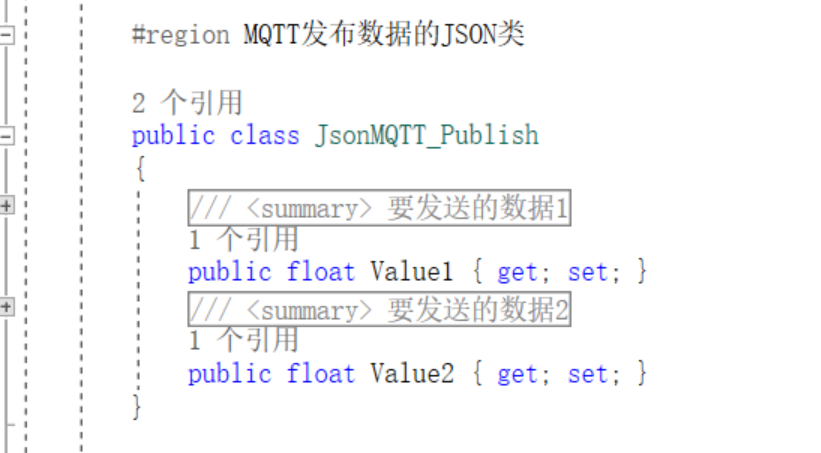 #region MQTT发布数据的JSON类
2 个引用
public class JsonMQTT_Publish
{
/// <summary> 要发送的数据1
1 个引用
public float Value1 { get; set; }
/// <summary> 要发送的数据2
1 个引用
public float Value2 { get; set; }
}